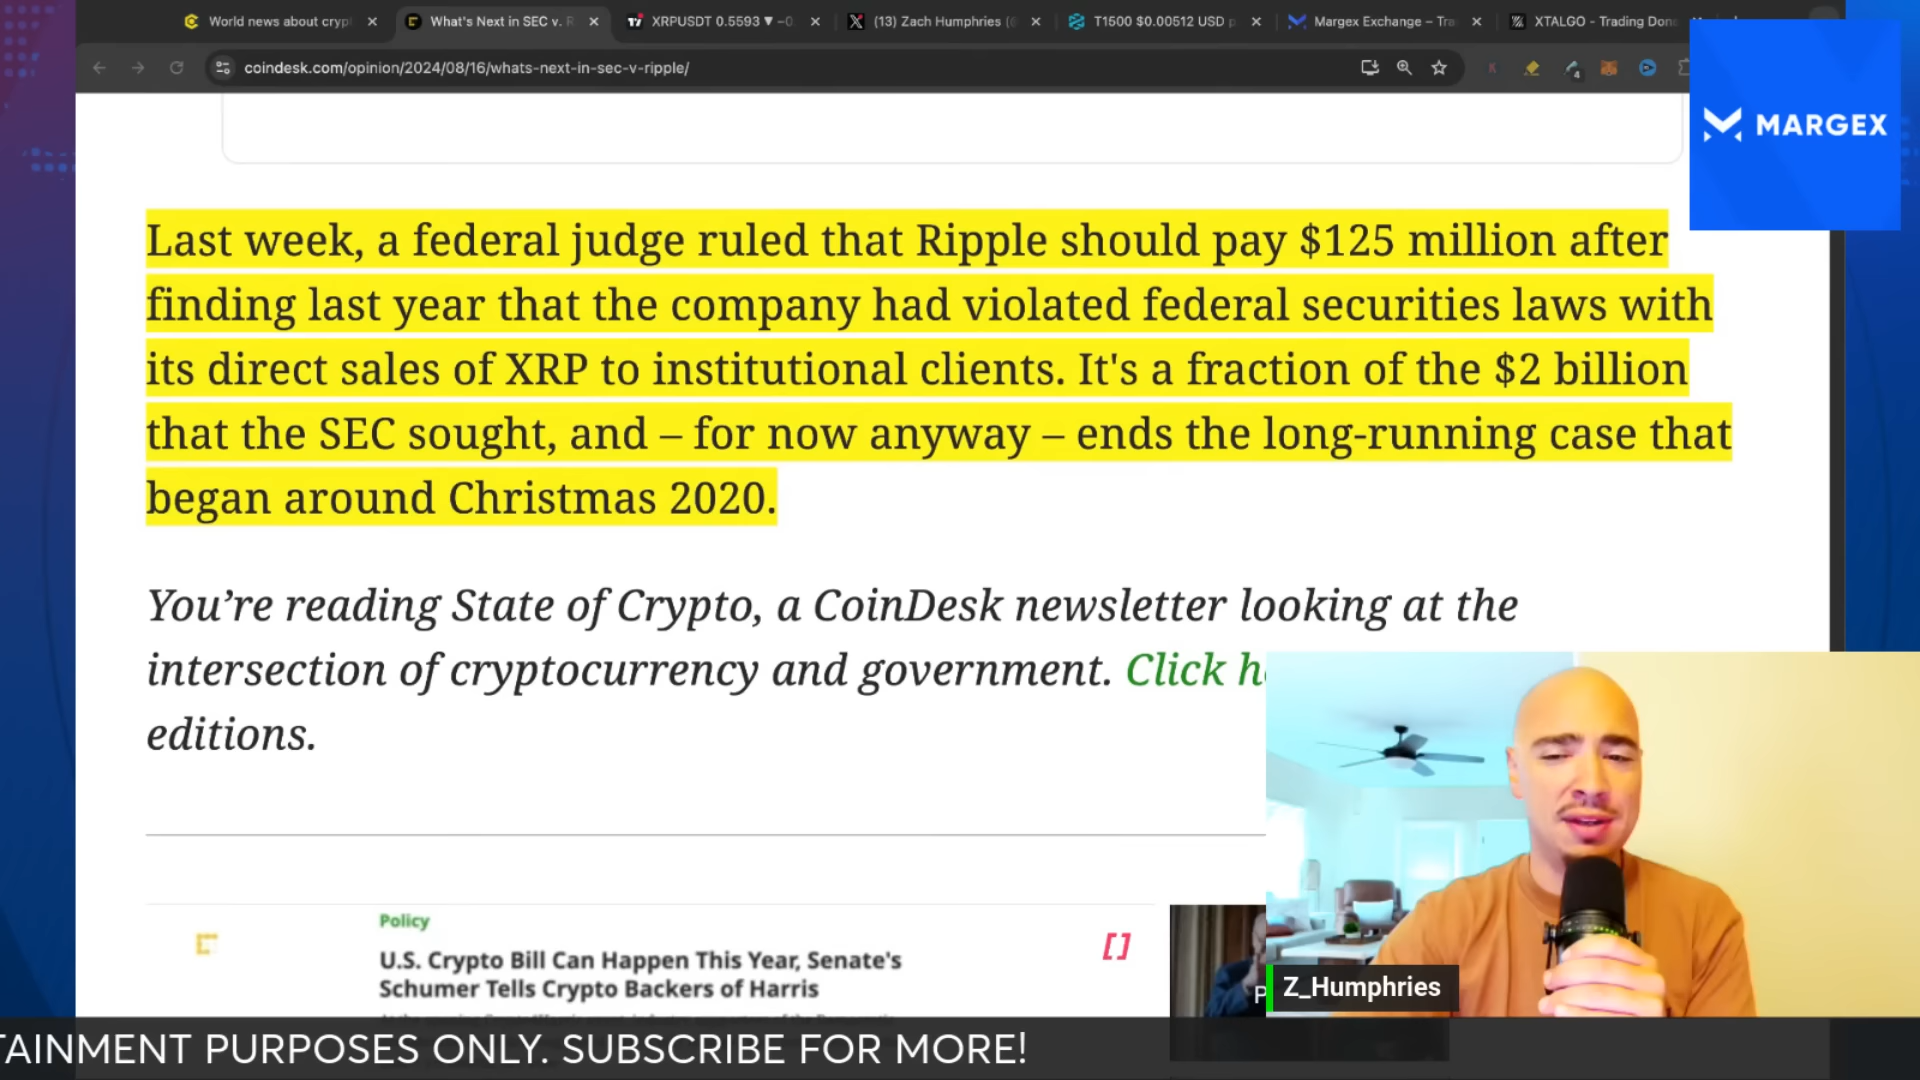 World news about cryp
What's Next in SEC v. R
XRPUSDT 0.5593 ▼ −0
(13) Zach Humphries (
T1500 $0.00512 USD
Margex Exchange – Tra
XTALGO - Trading Don
coindesk.com/opinion/2024/08/16/whats-next-in-sec-v-ripple/
MARGEX
Last week, a federal judge ruled that Ripple should pay $125 million after
finding last year that the company had violated federal securities laws with
its direct sales of XRP to institutional clients. It's a fraction of the $2 billion
that the SEC sought, and – for now anyway – ends the long-running case that
began around Christmas 2020.
You’re reading State of Crypto, a CoinDesk newsletter looking at the
intersection of cryptocurrency and government. Click h
editions.
Policy
U.S. Crypto Bill Can Happen This Year, Senate's
Schumer Tells Crypto Backers of Harris
P
Z_Humphries
TAINMENT PURPOSES ONLY. SUBSCRIBE FOR MORE!